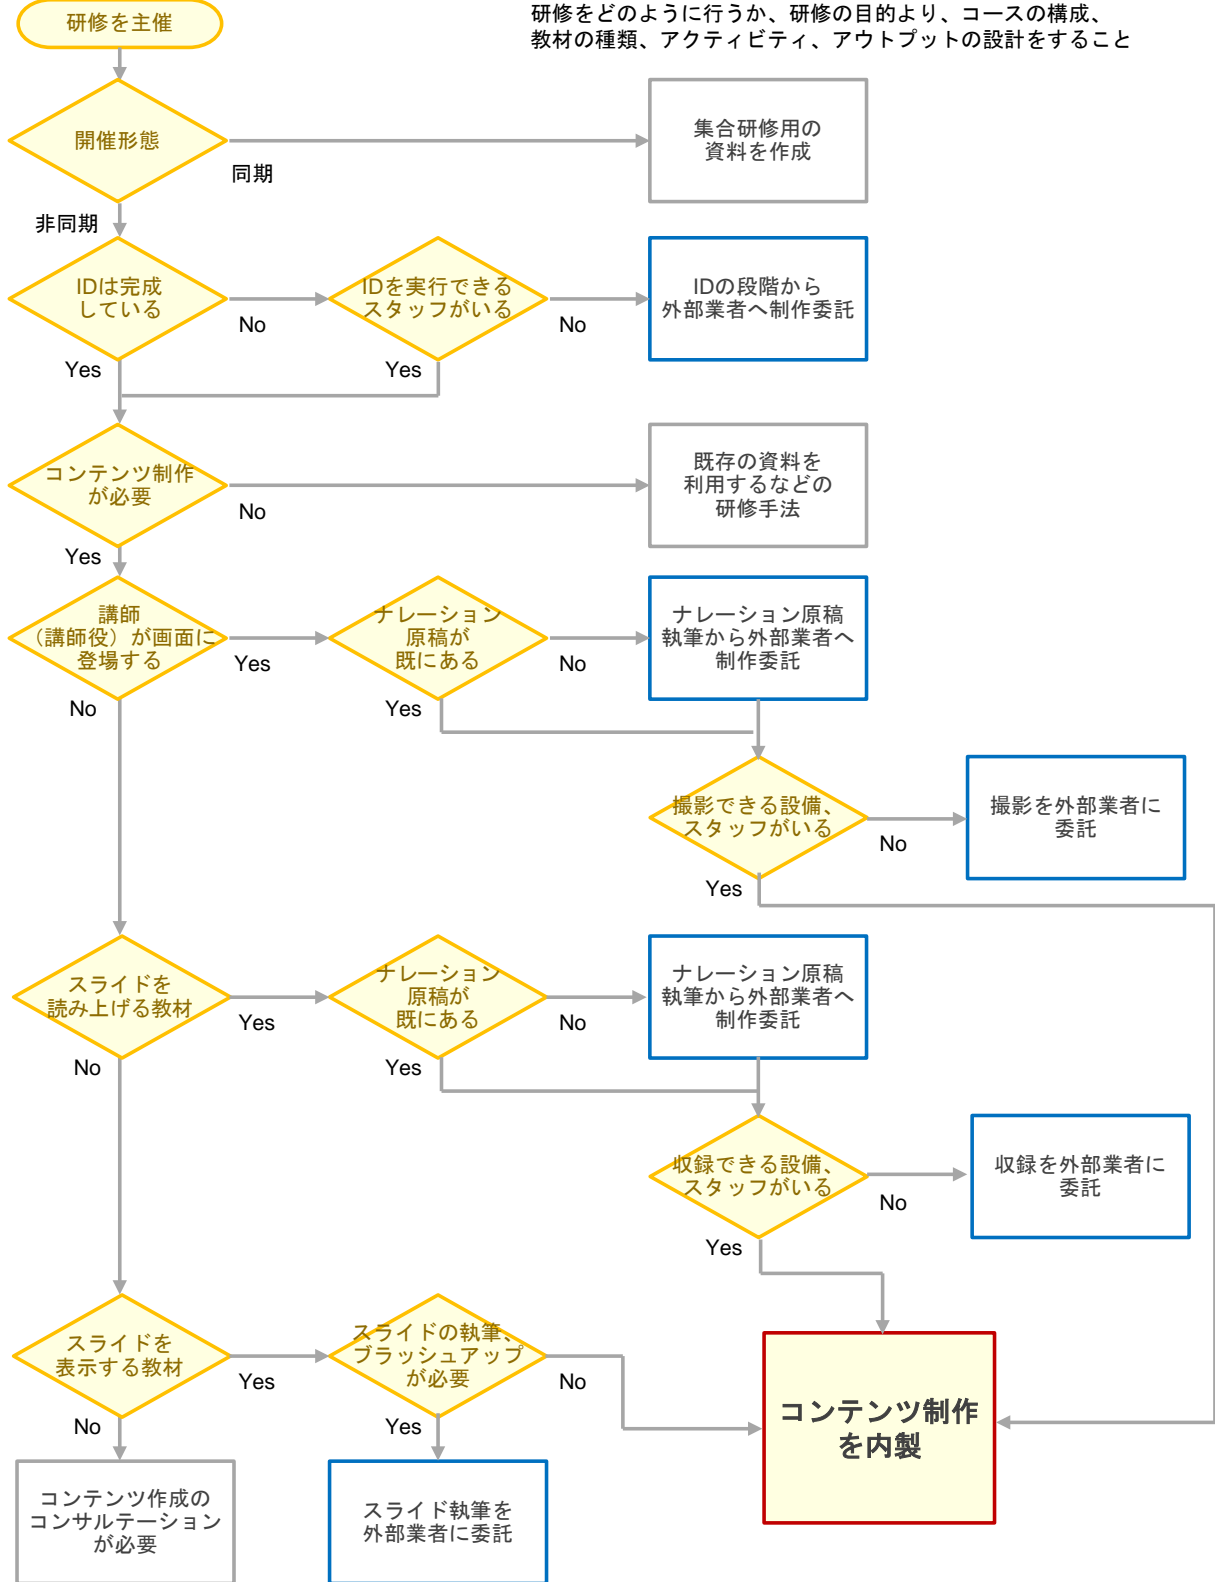 研修を主催
研修をどのように行うか、研修の目的より、コースの構成、
教材の種類、アクティビティ、アウトプットの設計をすること
開催形態
集合研修用の
資料を作成
同期
非同期
IDは完成
している
No
IDを実行できる
スタッフがいる
No
IDの段階から
外部業者へ制作委託
Yes
Yes
コンテンツ制作
が必要
No
既存の資料を
利用するなどの
研修手法
Yes
講師
（講師役）が画面に
登場する
Yes
ナレーション
原稿が
既にある
No
ナレーション原稿
執筆から外部業者へ
制作委託
No
Yes
撮影できる設備、
スタッフがいる
No
撮影を外部業者に
委託
Yes
スライドを
読み上げる教材
Yes
ナレーション
原稿が
既にある
No
ナレーション原稿
執筆から外部業者へ
制作委託
No
Yes
収録できる設備、
スタッフがいる
No
収録を外部業者に
委託
Yes
スライドを
表示する教材
Yes
スライドの執筆、
ブラッシュアップ
が必要
No
コンテンツ制作
を内製
No
Yes
コンテンツ作成の
コンサルテーション
が必要
スライド執筆を
外部業者に委託